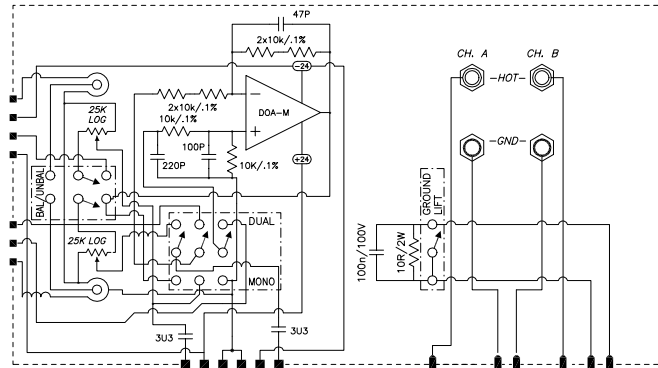 47P
2x10k/.1%
-24
CH. A
CH. B
-HOT-
DOA-M
25K
LOG
2x10k/.1%
10k/.1%
+24
-GND-
100P
220P
10K/.1%
BAL/UNBAL
GROUND
LIFT
DUAL
25K LOG
100n/100V
10R/2W
MONO
3U3
3U3